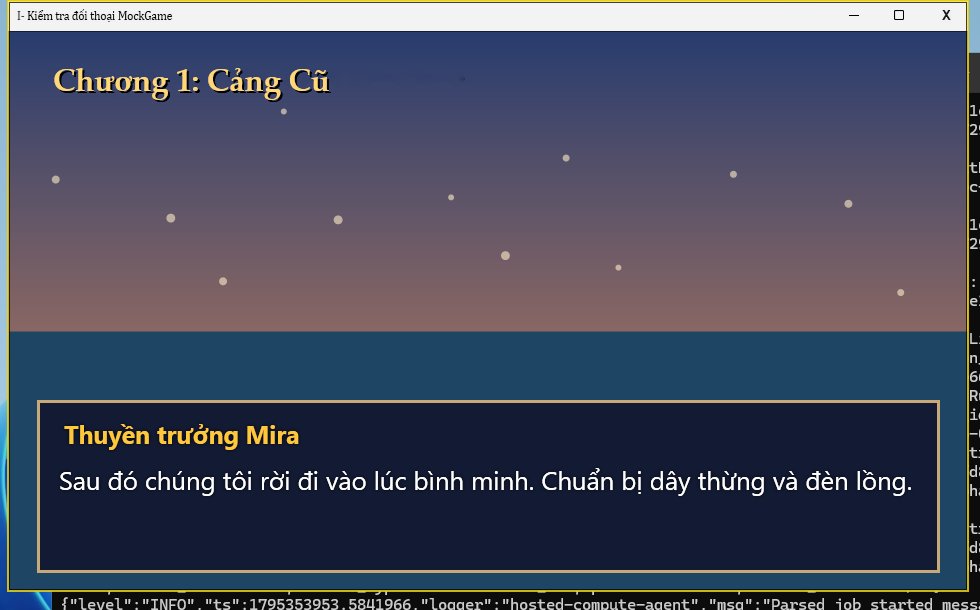 I- Kiểm tra đối thoại MockGame
Chương 1: Cảng Cũ
Thuyền trưởng Mira
Sau đó chúng tôi rời đi vào lúc bình minh. Chuẩn bị dây thừng và đèn lồng.
{"level":"INFO","ts":1795353953.5841966,"logger":"hosted-compute-agent","msg":"Parsed job started mes